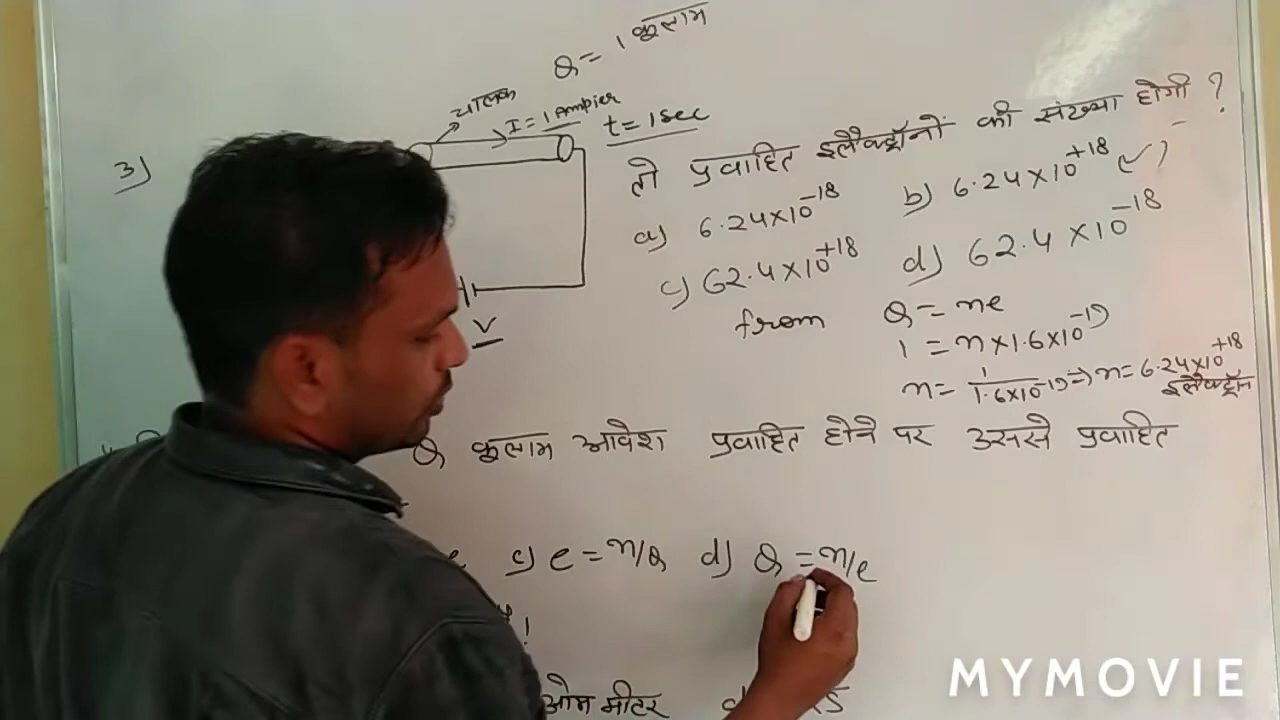 Q = 1 कूलाम
चालक
I = 1 Ampier
t = 1 sec
3)
V
तो प्रवाहित इलैक्ट्रॉनों की संख्या होगी ?
a) 6.24×10^-18 b) 6.24×10^+18 ✓
c) 62.4×10^+18 d) 62.4×10^-18
from Q = ne
1 = n×1.6×10^-19
n = 1/1.6×10^-19 ⇒ n = 6.24×10^+18
इलैक्ट्रॉन
Q कूलाम आवेश प्रवाहित होने पर उससे प्रवाहित
c) e = n/Q d) Q = n/e
!
ओम मीटर
MYMOVIE